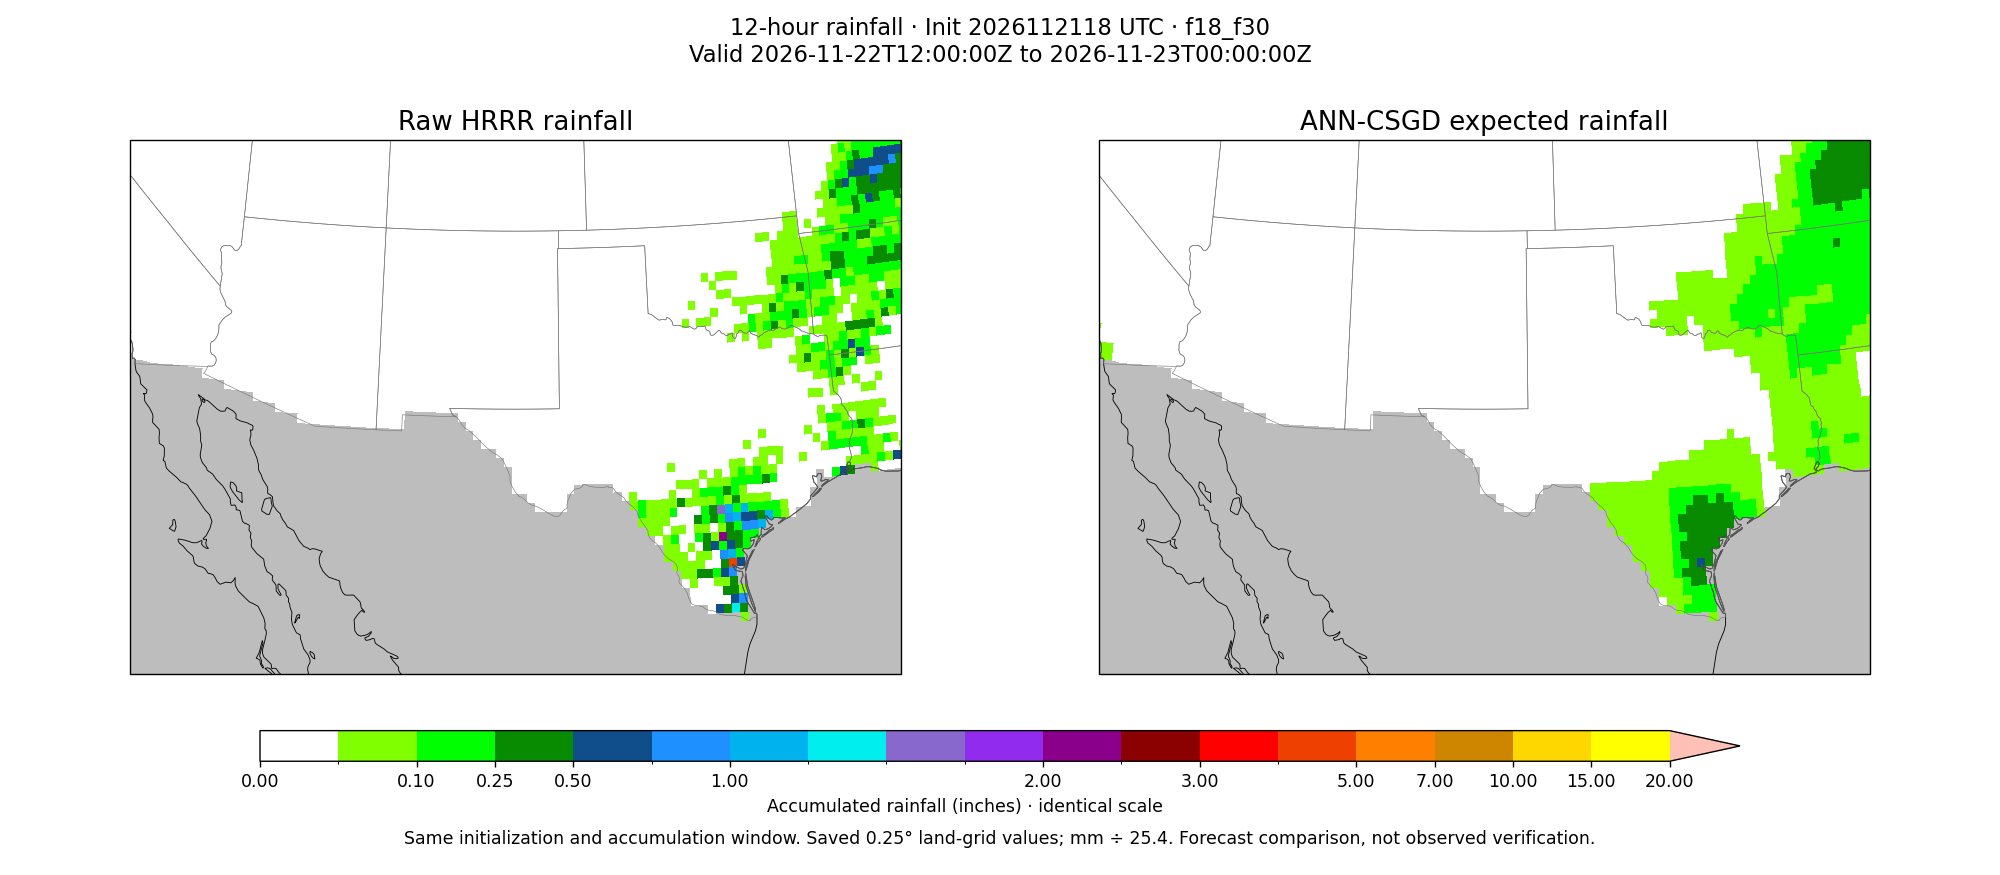 12-hour rainfall · Init 2026112118 UTC · f18_f30
Valid 2026-11-22T12:00:00Z to 2026-11-23T00:00:00Z
Raw HRRR rainfall
ANN-CSGD expected rainfall
0.00 0.10 0.25 0.50 1.00 2.00 3.00 5.00 7.00 10.00 15.00 20.00
Accumulated rainfall (inches) · identical scale
Same initialization and accumulation window. Saved 0.25° land-grid values; mm ÷ 25.4. Forecast comparison, not observed verification.